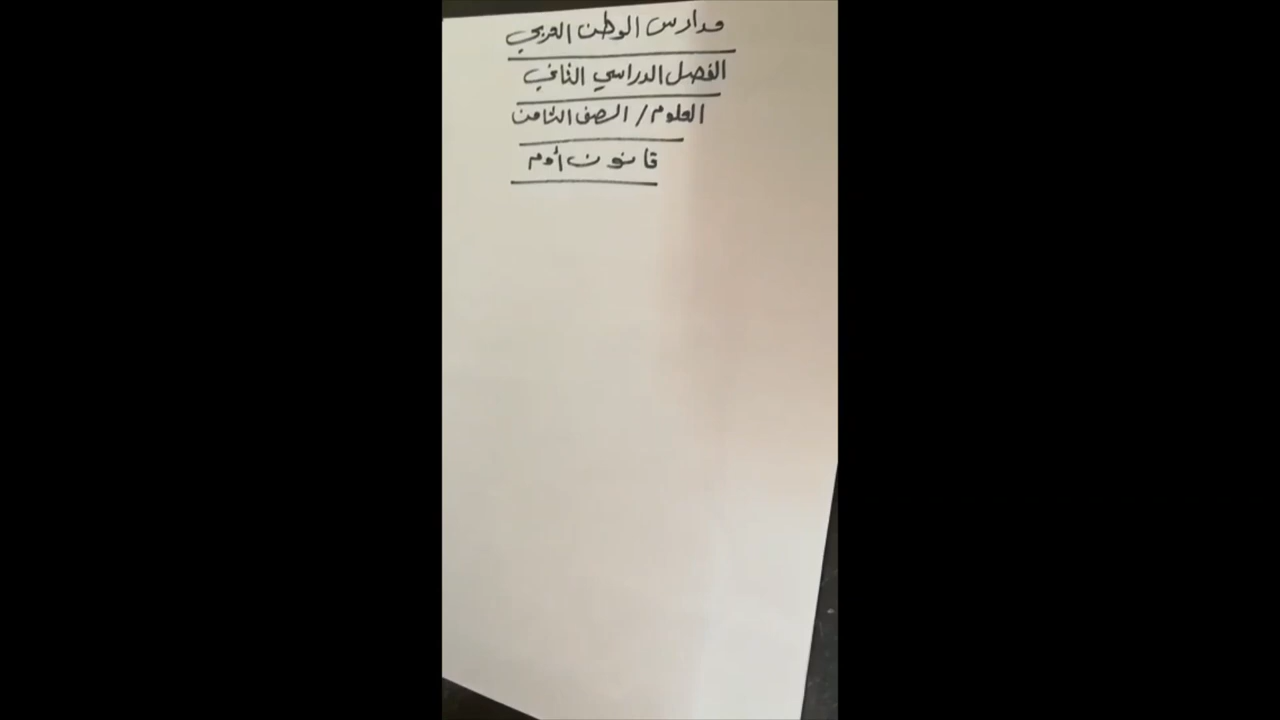 مدارس الوطن العربي
الفصل الدراسي الثاني
العلوم / الصف الثامن
قانون أوم